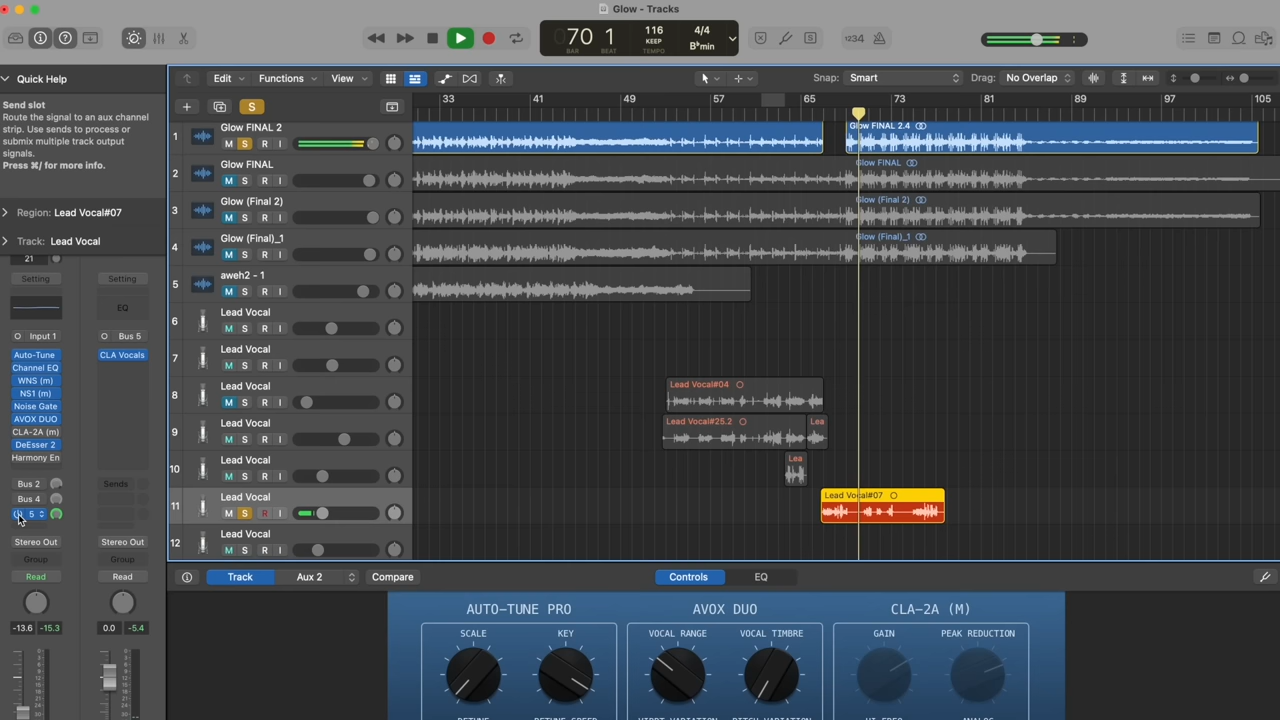 Glow - Tracks
70 1
BAR BEAT
116
KEEP
TEMPO
4/4
B♭min
1234
Quick Help
Send slot
Route the signal to an aux channel
strip. Use sends to process or
submix multiple track output
signals.
Press ⌘/ for more info.
Region: Lead Vocal#07
Track: Lead Vocal
Edit Functions View
Snap: Smart
Drag: No Overlap
S
33 41 49 57 65 73 81 89 97 105
1 Glow FINAL 2
M S R I
Glow FINAL 2.4
2 Glow FINAL
M S R I
Glow FINAL
3 Glow (Final 2)
M S R I
Glow (Final 2)
4 Glow (Final)_1
M S R I
Glow (Final)_1
5 aweh2 - 1
M S R I
6 Lead Vocal
M S R I
7 Lead Vocal
M S R I
8 Lead Vocal
M S R I
Lead Vocal#04
9 Lead Vocal
M S R I
Lead Vocal#25.2 Lea
10 Lead Vocal
M S R I
Lea
11 Lead Vocal
M S R I
Lead Vocal#07
12 Lead Vocal
M S R I
21
Setting Setting
EQ
Input 1 Bus 5
Auto-Tune CLA Vocals
Channel EQ
WNS (m)
NS1 (m)
Noise Gate
AVOX DUO
CLA-2A (m)
DeEsser 2
Harmony En
Bus 2 Sends
Bus 4
5
Stereo Out Stereo Out
Group Group
Read Read
-13.6 -15.3 0.0 -5.4
Track Aux 2 Compare
Controls EQ
AUTO-TUNE PRO AVOX DUO CLA-2A (M)
SCALE KEY VOCAL RANGE VOCAL TIMBRE GAIN PEAK REDUCTION